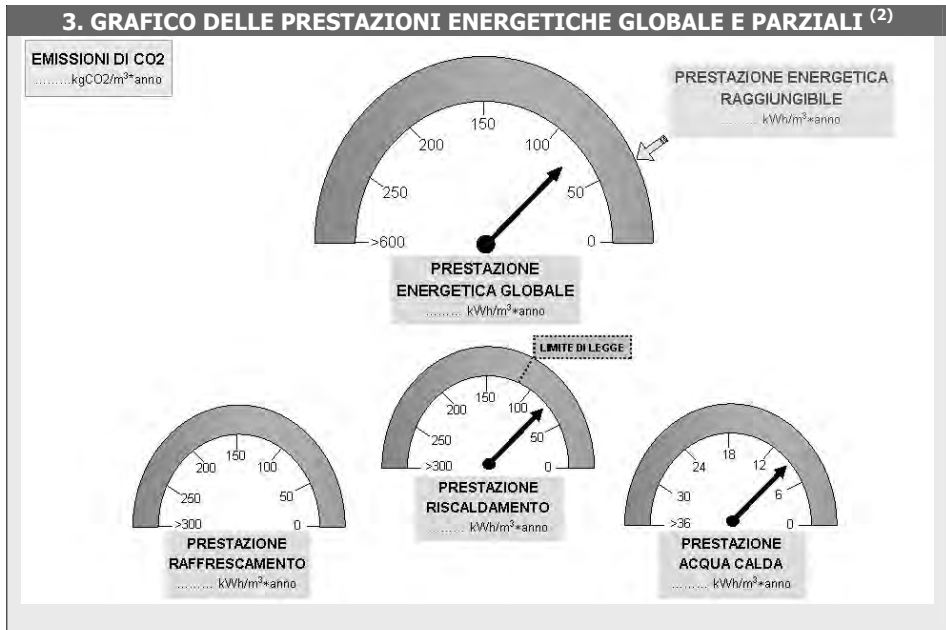 3. GRAFICO DELLE PRESTAZIONI ENERGETICHE GLOBALE E PARZIALI (2)
EMISSIONI DI CO2
.........kgCO2/m³*anno
PRESTAZIONE ENERGETICA
RAGGIUNGIBILE
......... kWh/m³*anno
150
200
100
250
50
>600
0
PRESTAZIONE
ENERGETICA GLOBALE
......... kWh/m³*anno
LIMITE DI LEGGE
150
200
100
250
50
>300
0
PRESTAZIONE
RISCALDAMENTO
......... kWh/m³*anno
150
200
100
250
50
>300
0
PRESTAZIONE
RAFFRESCAMENTO
......... kWh/m³*anno
18
24
12
30
6
>36
0
PRESTAZIONE
ACQUA CALDA
......... kWh/m³*anno